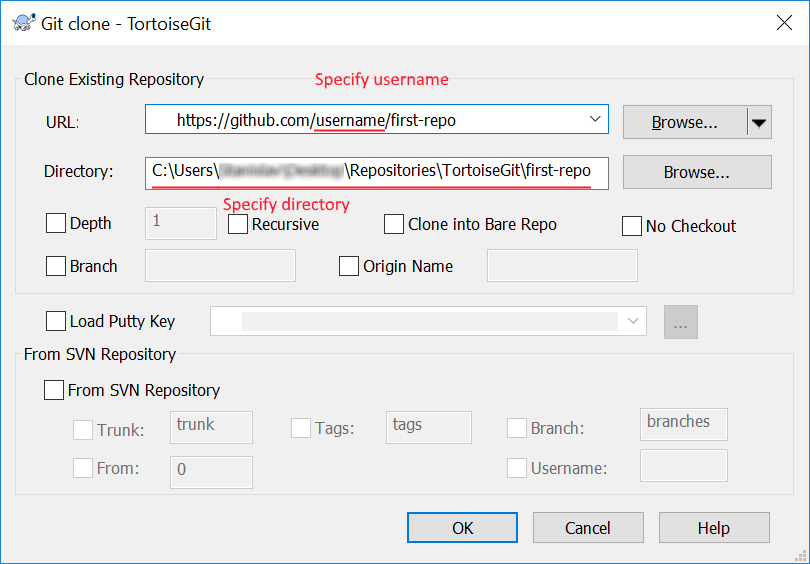 Git clone - TortoiseGit
Clone Existing Repository
Specify username
URL:
https://github.com/username/first-repo
Browse...
Directory:
C:\Users\ \Repositories\TortoiseGit\first-repo
Browse...
Specify directory
Depth
1
Recursive
Clone into Bare Repo
No Checkout
Branch
Origin Name
Load Putty Key
...
From SVN Repository
From SVN Repository
Trunk:
trunk
Tags:
tags
Branch:
branches
From:
0
Username:
OK
Cancel
Help